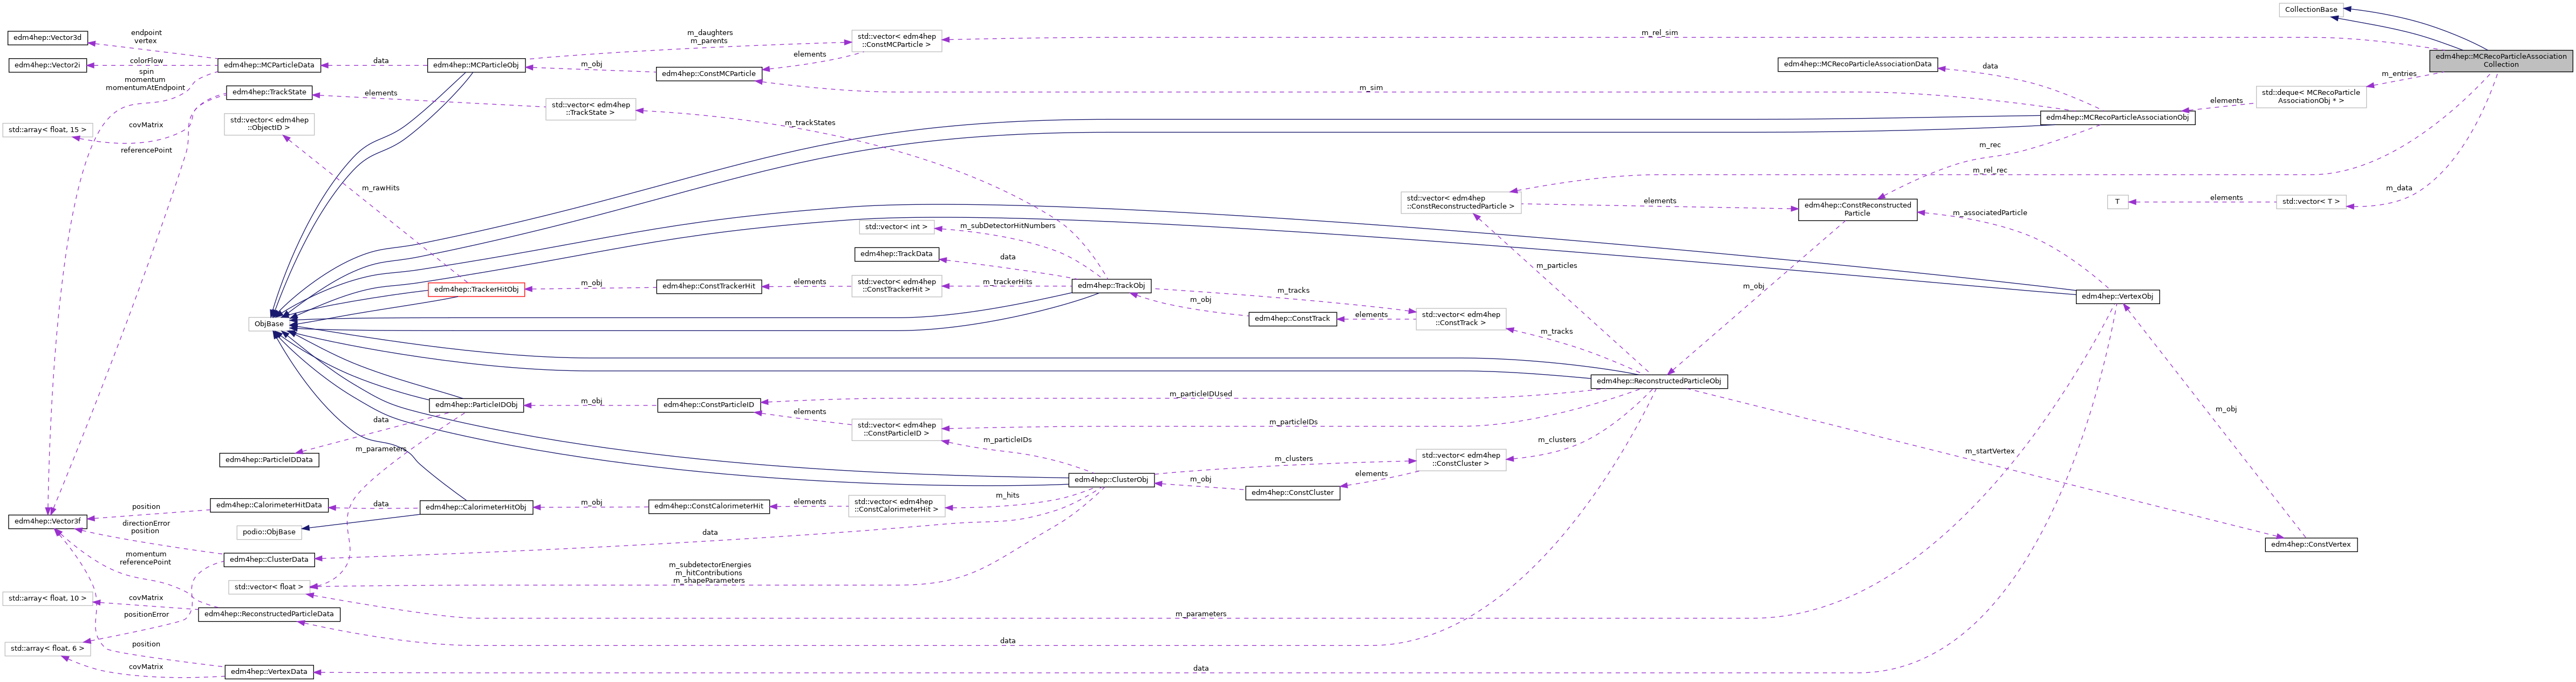 CollectionBase
edm4hep::MCRecoParticleAssociation
Collection
m_rel_sim
m_entries
std::deque< MCRecoParticle
AssociationObj * >
elements
m_data
std::vector< T >
elements
T
m_rel_rec
edm4hep::MCRecoParticleAssociationData
data
edm4hep::MCRecoParticleAssociationObj
m_sim
m_rec
edm4hep::ConstReconstructed
Particle
m_associatedParticle
edm4hep::VertexObj
m_obj
edm4hep::ConstVertex
m_startVertex
m_obj
std::vector< edm4hep
::ConstReconstructedParticle >
elements
m_particles
m_tracks
edm4hep::ReconstructedParticleObj
m_particleIDUsed
m_particleIDs
m_clusters
std::vector< edm4hep
::ConstTrack >
elements
m_tracks
edm4hep::ConstTrack
m_obj
std::vector< edm4hep
::ConstCluster >
elements
m_clusters
edm4hep::ConstCluster
m_obj
edm4hep::TrackObj
m_trackStates
m_subDetectorHitNumbers
std::vector< int >
data
edm4hep::TrackData
m_trackerHits
std::vector< edm4hep
::ConstTrackerHit >
elements
edm4hep::ConstTrackerHit
m_obj
edm4hep::TrackerHitObj
m_rawHits
std::vector< edm4hep
::ObjectID >
std::vector< edm4hep
::TrackState >
elements
edm4hep::TrackState
covMatrix
std::array< float, 15 >
referencePoint
std::vector< edm4hep
::ConstMCParticle >
elements
edm4hep::ConstMCParticle
m_obj
m_daughters
m_parents
edm4hep::MCParticleObj
data
edm4hep::MCParticleData
endpoint
vertex
edm4hep::Vector3d
colorFlow
edm4hep::Vector2i
spin
momentum
momentumAtEndpoint
ObjBase
edm4hep::ParticleIDObj
m_obj
edm4hep::ConstParticleID
elements
std::vector< edm4hep
::ConstParticleID >
m_particleIDs
data
edm4hep::ParticleIDData
m_parameters
edm4hep::ClusterObj
m_hits
std::vector< edm4hep
::ConstCalorimeterHit >
elements
edm4hep::ConstCalorimeterHit
m_obj
edm4hep::CalorimeterHitObj
data
edm4hep::CalorimeterHitData
position
edm4hep::Vector3f
podio::ObjBase
data
edm4hep::ClusterData
directionError
position
positionError
m_subdetectorEnergies
m_hitContributions
m_shapeParameters
std::vector< float >
momentum
referencePoint
covMatrix
std::array< float, 10 >
edm4hep::ReconstructedParticleData
data
m_parameters
position
std::array< float, 6 >
covMatrix
edm4hep::VertexData
data